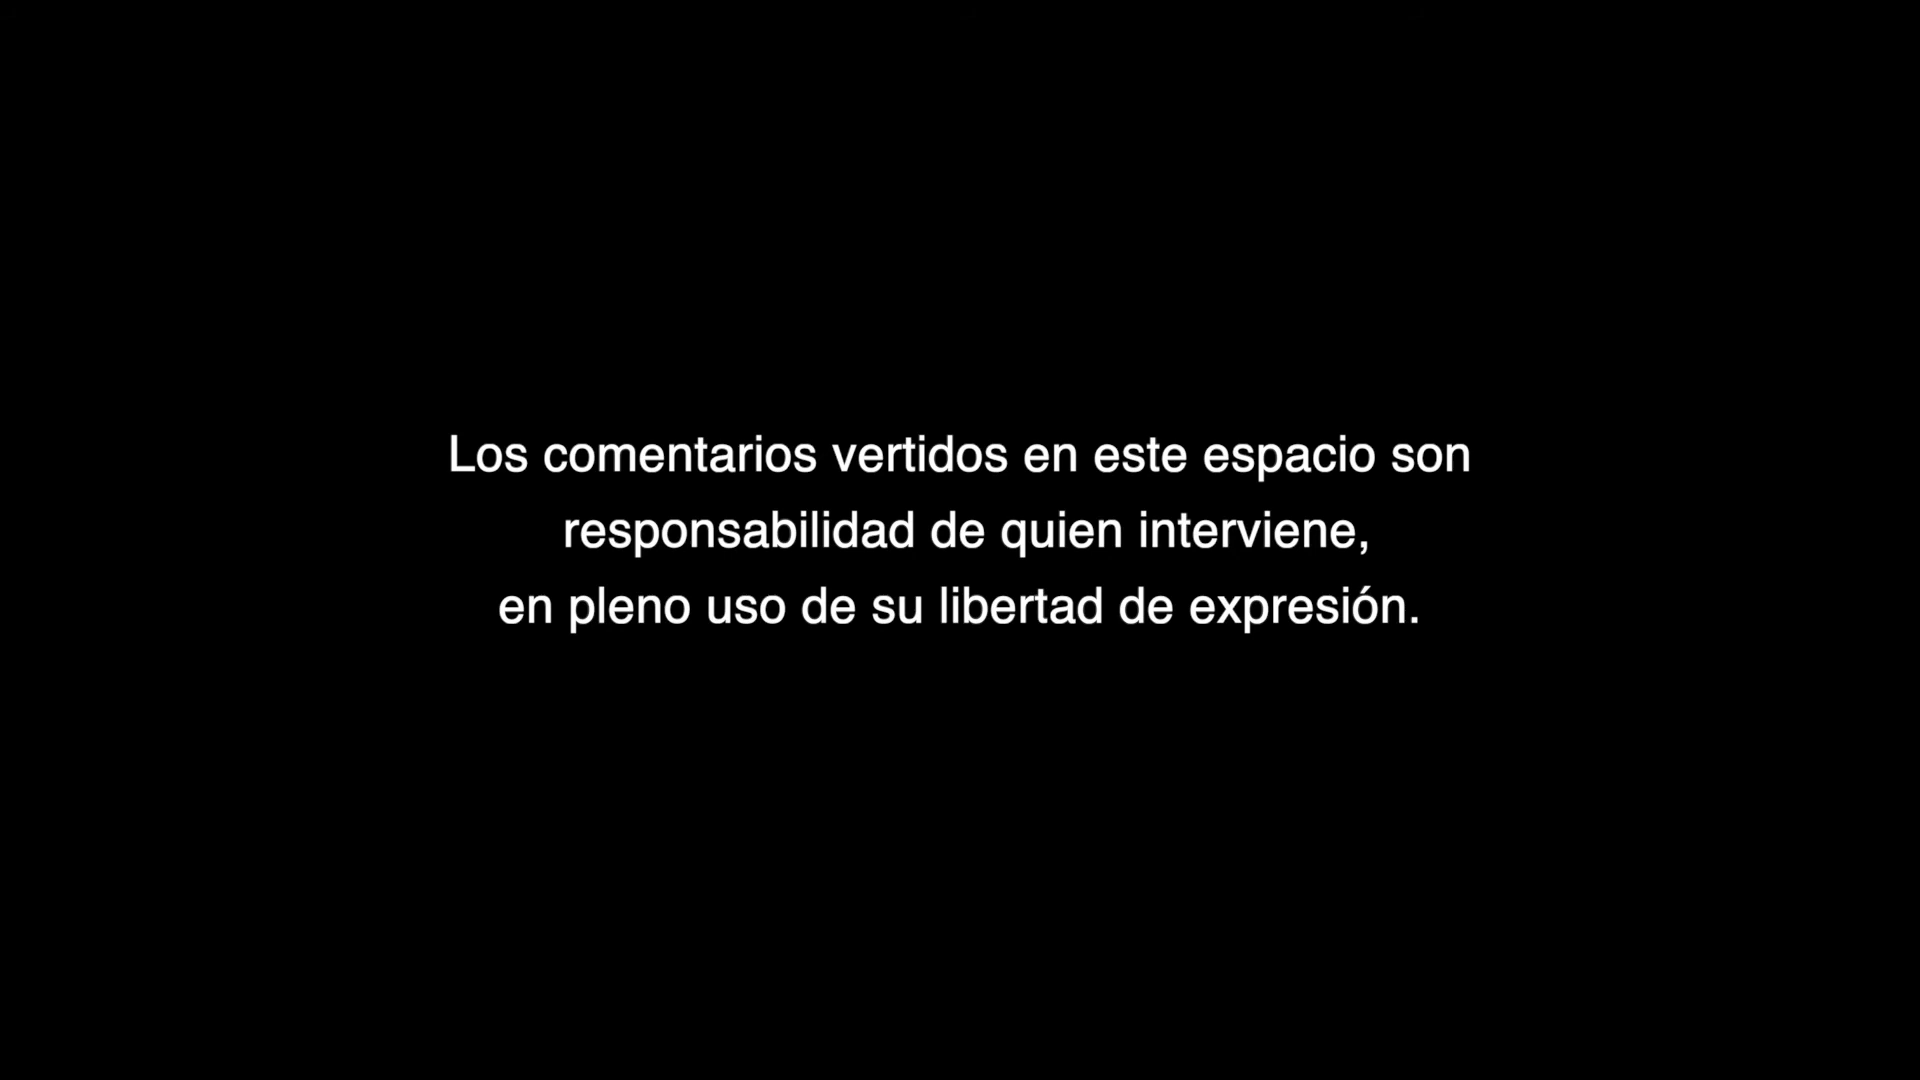 Los comentarios vertidos en este espacio son
responsabilidad de quien interviene,
en pleno uso de su libertad de expresión.